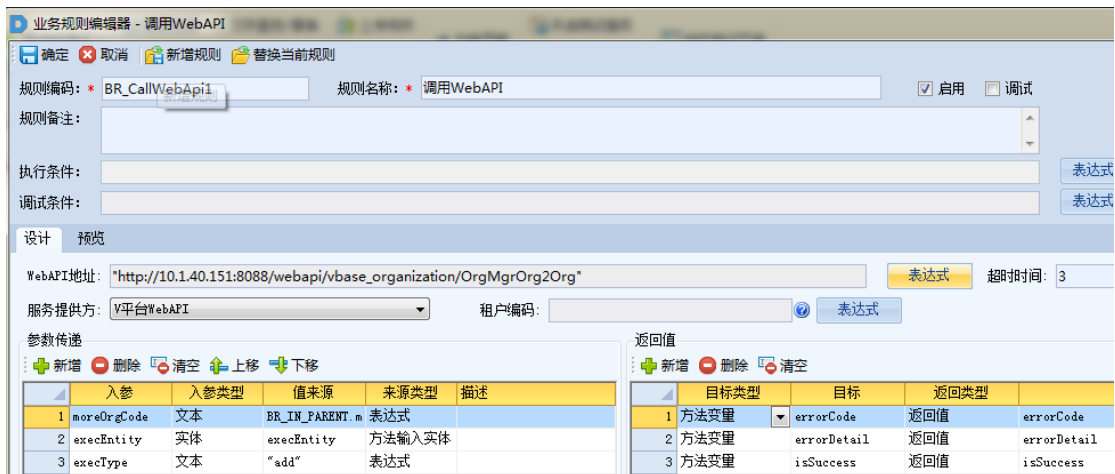 业务规则编辑器 - 调用WebAPI
确定 取消 新增规则 替换当前规则
规则编码: * BR_CallWebApi1 规则名称: * 调用WebAPI 启用 调试
新增规则
规则备注:
执行条件: 表达式
调试条件: 表达式
设计 预览
WebAPI地址: "http://10.1.40.151:8088/webapi/vbase_organization/OrgMgrOrg2Org" 表达式 超时时间: 3
服务提供方: V平台WebAPI 租户编码: 表达式
参数传递 返回值
新增 删除 清空 上移 下移 新增 删除 清空
入参 入参类型 值来源 来源类型 描述 目标类型 目标 返回类型
1 moreOrgCode 文本 BR_IN_PARENT.m 表达式 1 方法变量 errorCode 返回值 errorCode
2 execEntity 实体 execEntity 方法输入实体 2 方法变量 errorDetail 返回值 errorDetail
3 execType 文本 "add" 表达式 3 方法变量 isSuccess 返回值 isSuccess